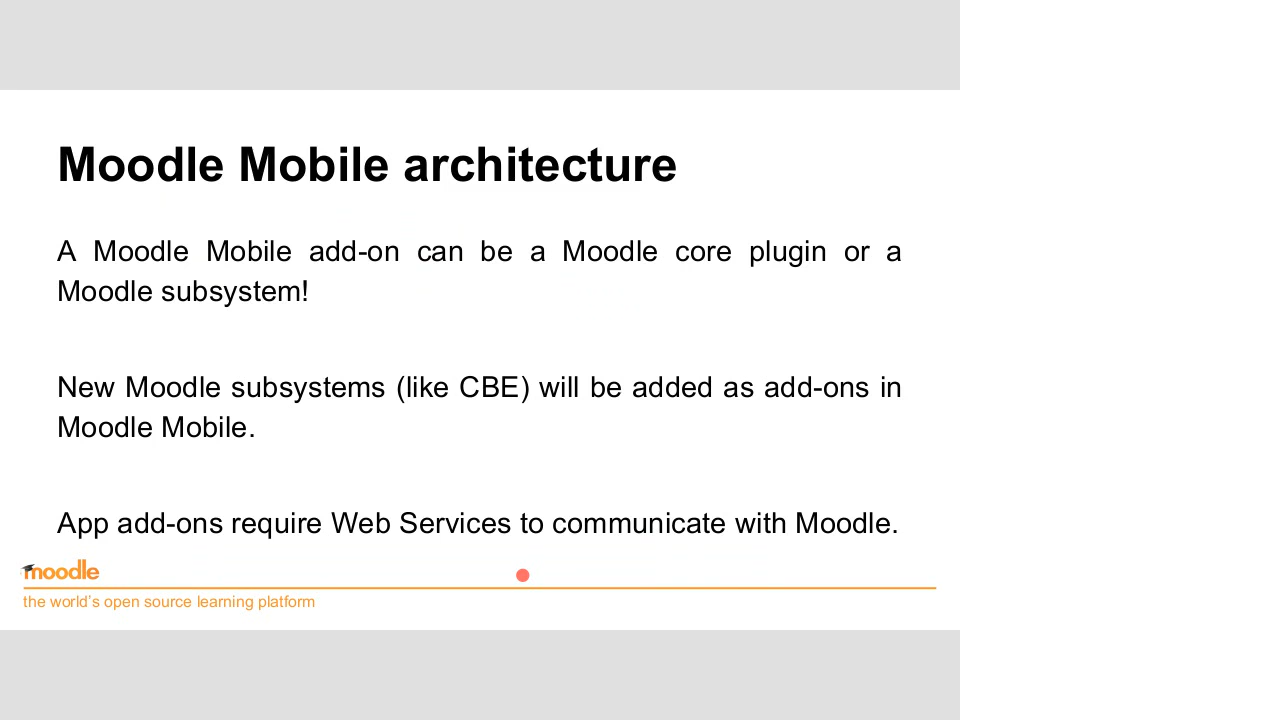 Moodle Mobile architecture
A Moodle Mobile add-on can be a Moodle core plugin or a
Moodle subsystem!
New Moodle subsystems (like CBE) will be added as add-ons in
Moodle Mobile.
App add-ons require Web Services to communicate with Moodle.
moodle
the world's open source learning platform